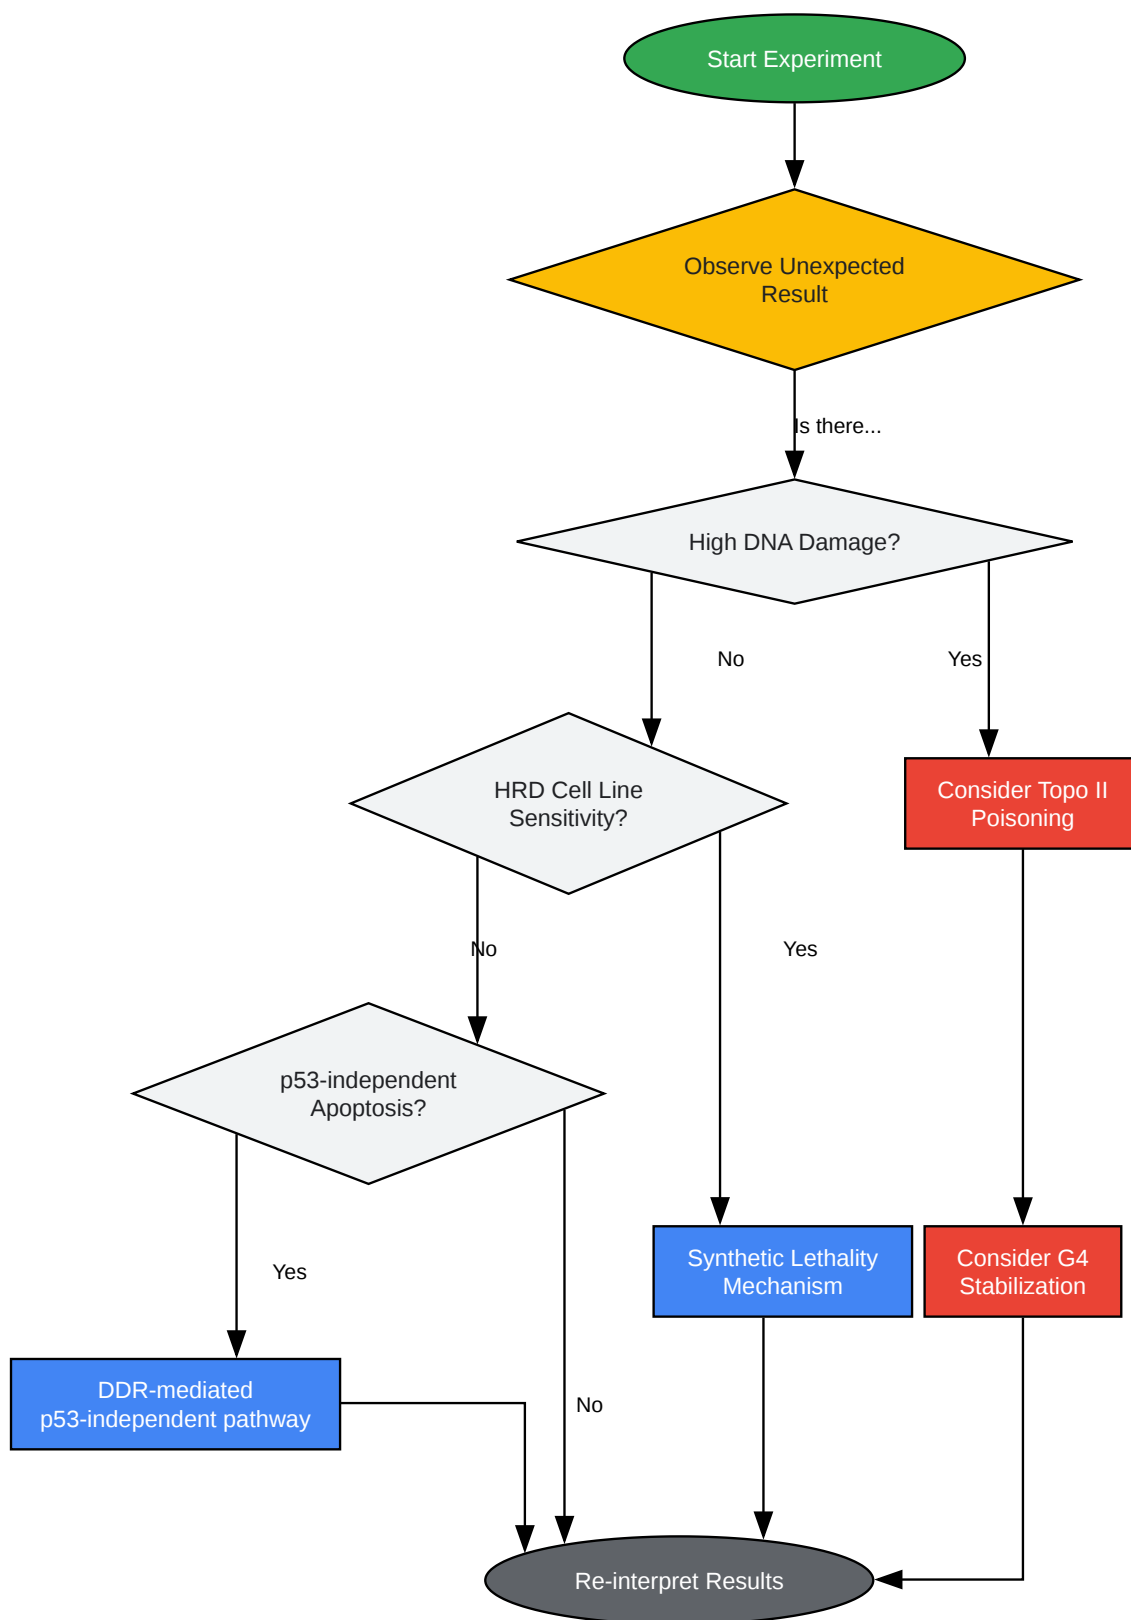 Start Experiment
Observe Unexpected
Result
Is there...
High DNA Damage?
No
Yes
HRD Cell Line
Sensitivity?
Consider Topo II
Poisoning
No
Yes
p53-independent
Apoptosis?
Yes
Synthetic Lethality
Mechanism
Consider G4
Stabilization
DDR-mediated
p53-independent pathway
No
Re-interpret Results